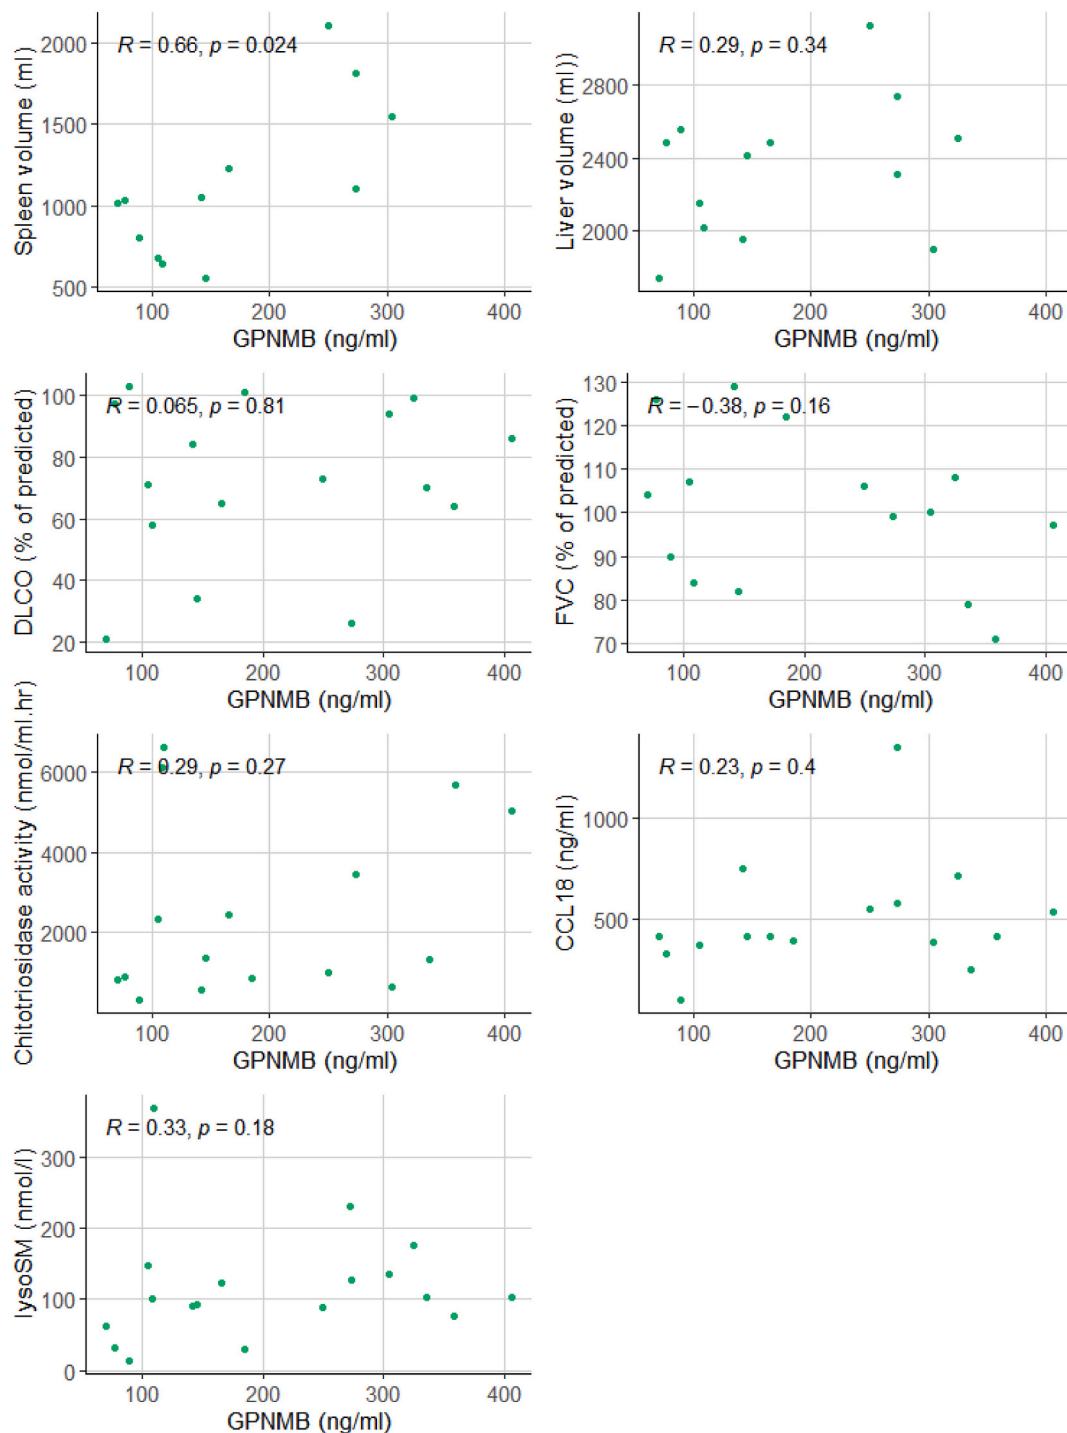 Spleen volume (ml)
2000
1500
1000
500
R = 0.66, p = 0.024
100 200 300 400
GPNMB (ng/ml)
Liver volume (ml))
2800
2400
2000
R = 0.29, p = 0.34
100 200 300 400
GPNMB (ng/ml)
DLCO (% of predicted)
100
80
60
40
20
R = 0.065, p = 0.81
100 200 300 400
GPNMB (ng/ml)
FVC (% of predicted)
130
120
110
100
90
80
70
R = −0.38, p = 0.16
100 200 300 400
GPNMB (ng/ml)
Chitotriosidase activity (nmol/ml.hr)
6000
4000
2000
R = 0.29, p = 0.27
100 200 300 400
GPNMB (ng/ml)
CCL18 (ng/ml)
1000
500
R = 0.23, p = 0.4
100 200 300 400
GPNMB (ng/ml)
lysoSM (nmol/l)
300
200
100
0
R = 0.33, p = 0.18
100 200 300 400
GPNMB (ng/ml)